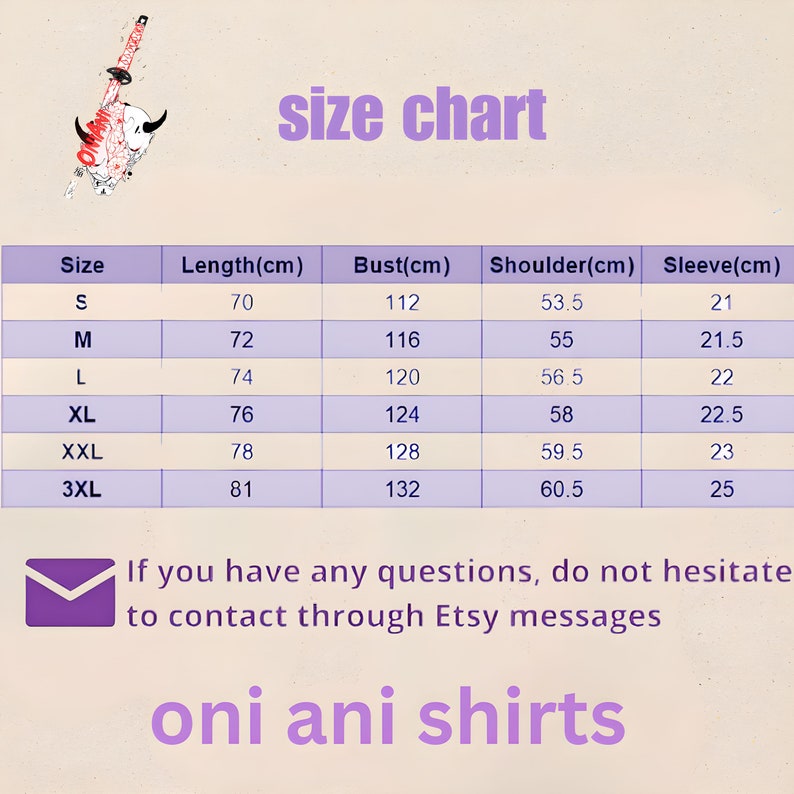 ONIANI
size chart
Size Length(cm) Bust(cm) Shoulder(cm) Sleeve(cm)
S 70 112 53.5 21
M 72 116 55 21.5
L 74 120 56.5 22
XL 76 124 58 22.5
XXL 78 128 59.5 23
3XL 81 132 60.5 25
If you have any questions, do not hesitate
to contact through Etsy messages
oni ani shirts